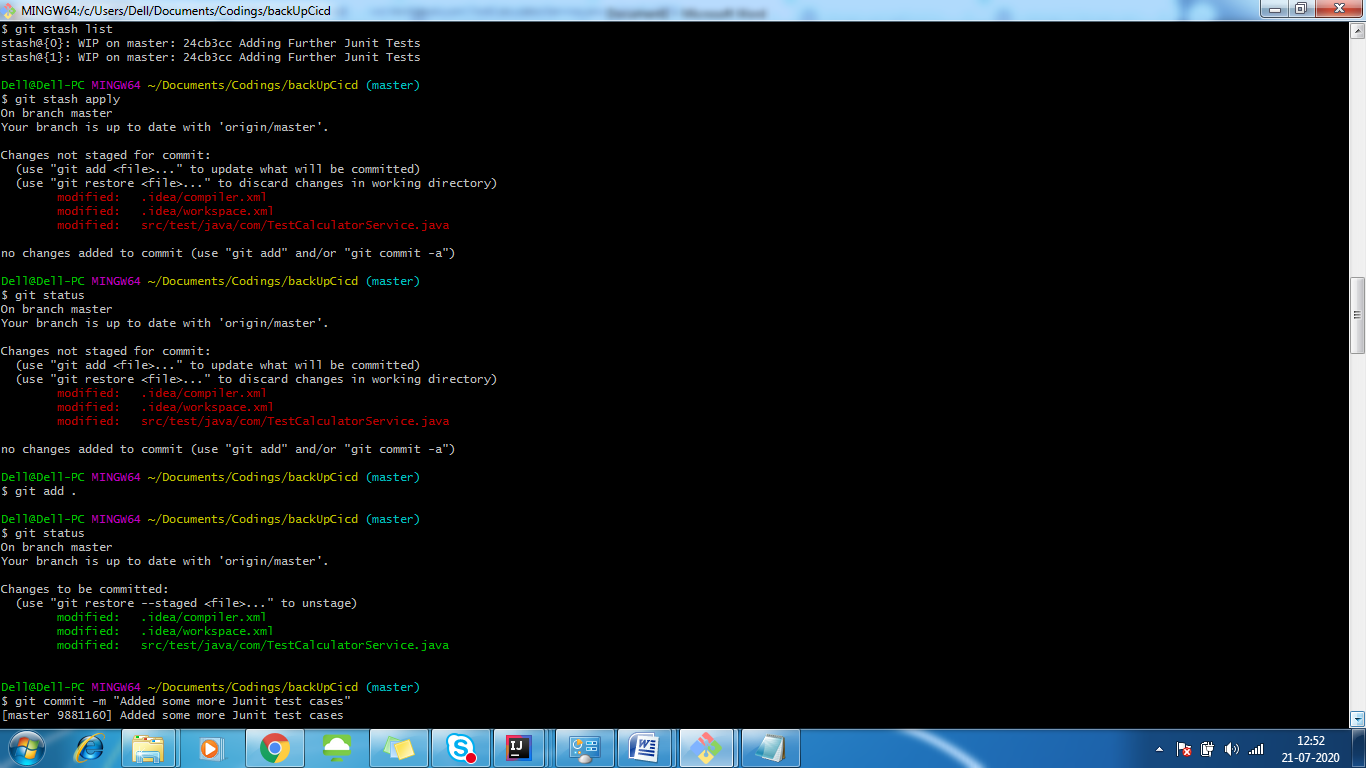 MINGW64:/c/Users/Dell/Documents/Codings/backUpCicd
$ git stash list
stash@{0}: WIP on master: 24cb3cc Adding Further Junit Tests
stash@{1}: WIP on master: 24cb3cc Adding Further Junit Tests
Dell@Dell-PC MINGW64 ~/Documents/Codings/backUpCicd (master)
$ git stash apply
On branch master
Your branch is up to date with 'origin/master'.
Changes not staged for commit:
(use "git add <file>..." to update what will be committed)
(use "git restore <file>..." to discard changes in working directory)
modified: .idea/compiler.xml
modified: .idea/workspace.xml
modified: src/test/java/com/TestCalculatorService.java
no changes added to commit (use "git add" and/or "git commit -a")
Dell@Dell-PC MINGW64 ~/Documents/Codings/backUpCicd (master)
$ git status
On branch master
Your branch is up to date with 'origin/master'.
Changes not staged for commit:
(use "git add <file>..." to update what will be committed)
(use "git restore <file>..." to discard changes in working directory)
modified: .idea/compiler.xml
modified: .idea/workspace.xml
modified: src/test/java/com/TestCalculatorService.java
no changes added to commit (use "git add" and/or "git commit -a")
Dell@Dell-PC MINGW64 ~/Documents/Codings/backUpCicd (master)
$ git add .
Dell@Dell-PC MINGW64 ~/Documents/Codings/backUpCicd (master)
$ git status
On branch master
Your branch is up to date with 'origin/master'.
Changes to be committed:
(use "git restore --staged <file>..." to unstage)
modified: .idea/compiler.xml
modified: .idea/workspace.xml
modified: src/test/java/com/TestCalculatorService.java
Dell@Dell-PC MINGW64 ~/Documents/Codings/backUpCicd (master)
$ git commit -m "Added some more Junit test cases"
[master 9881160] Added some more Junit test cases
12:52
21-07-2020